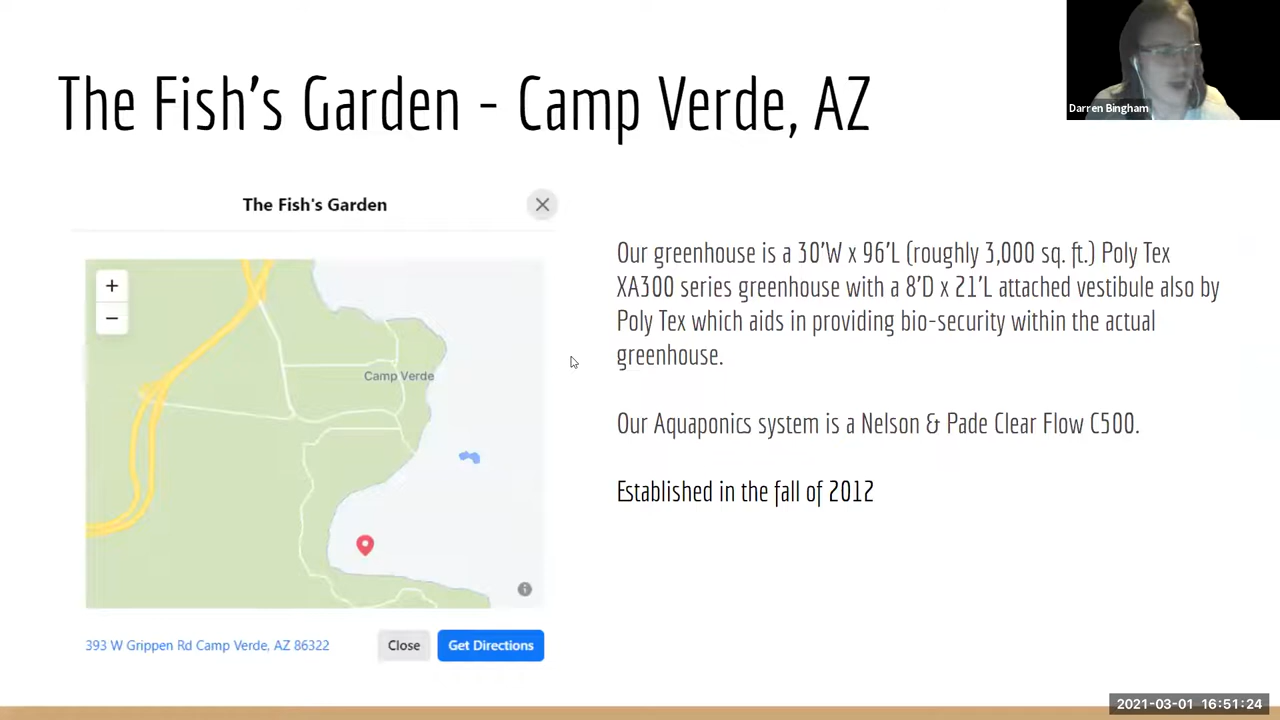 The Fish's Garden - Camp Verde, AZ
Darren Bingham
The Fish's Garden
+
−
Camp Verde
393 W Grippen Rd Camp Verde, AZ 86322
Close
Get Directions
Our greenhouse is a 30'W x 96'L (roughly 3,000 sq. ft.) Poly Tex
XA300 series greenhouse with a 8'D x 21'L attached vestibule also by
Poly Tex which aids in providing bio-security within the actual
greenhouse.
Our Aquaponics system is a Nelson & Pade Clear Flow C500.
Established in the fall of 2012
2021-03-01 16:51:24